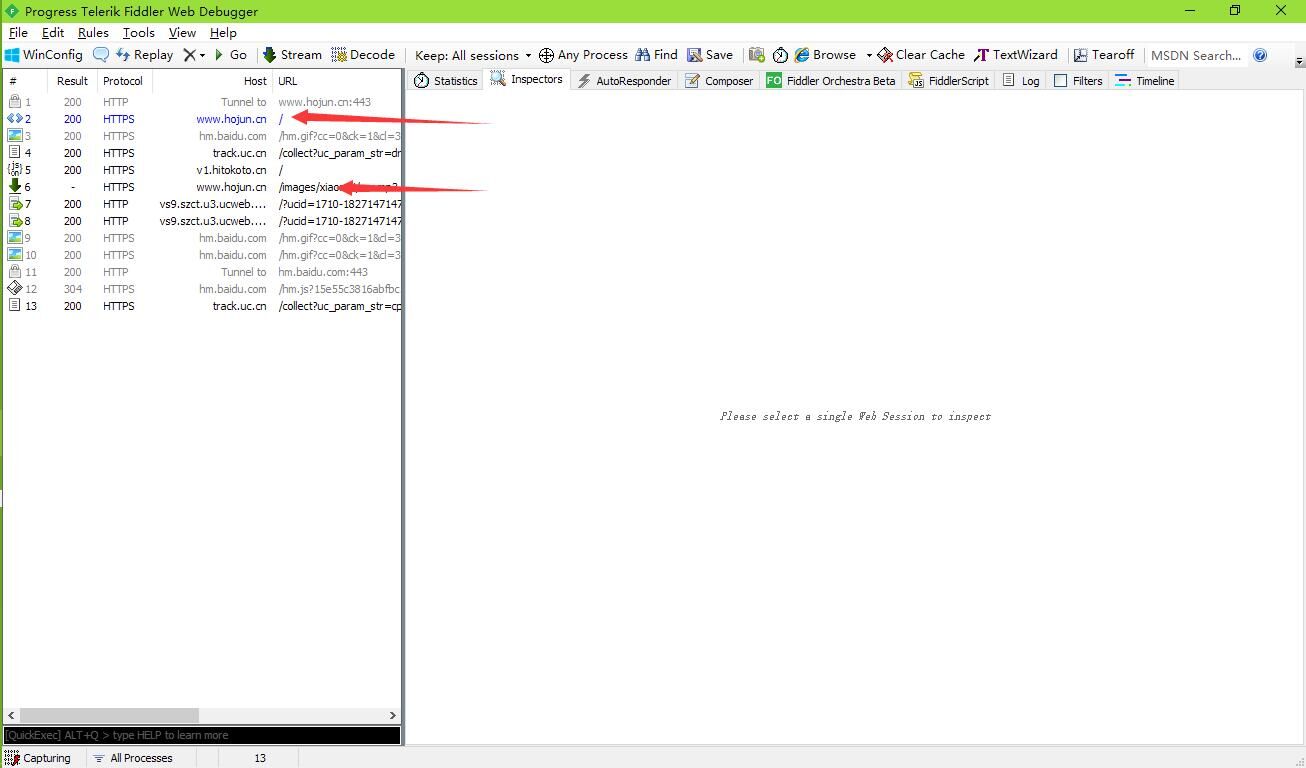 Progress Telerik Fiddler Web Debugger
File Edit Rules Tools View Help
WinConfig Replay Go Stream Decode Keep: All sessions Any Process Find Save Browse Clear Cache TextWizard Tearoff MSDN Search...
# Result Protocol Host URL
Statistics Inspectors AutoResponder Composer FO Fiddler Orchestra Beta FiddlerScript Log Filters Timeline
1 200 HTTP Tunnel to www.hojun.cn:443
2 200 HTTPS www.hojun.cn /
3 200 HTTPS hm.baidu.com /hm.gif?cc=0&ck=1&cl=3
4 200 HTTPS track.uc.cn /collect?uc_param_str=dn
5 200 HTTPS v1.hitokoto.cn /
6 - HTTPS www.hojun.cn
7 200 HTTP vs9.szct.u3.ucweb.... /?ucid=1710-1827147147
8 200 HTTP vs9.szct.u3.ucweb.... /?ucid=1710-1827147147
9 200 HTTPS hm.baidu.com /hm.gif?cc=0&ck=1&cl=3
10 200 HTTPS hm.baidu.com /hm.gif?cc=0&ck=1&cl=3
11 200 HTTP Tunnel to hm.baidu.com:443
12 304 HTTPS hm.baidu.com /hm.js?15e55c3816abfbc
13 200 HTTPS track.uc.cn /collect?uc_param_str=cp
Please select a single Web Session to inspect
[QuickExec] ALT+Q > type HELP to learn more
Capturing All Processes 13